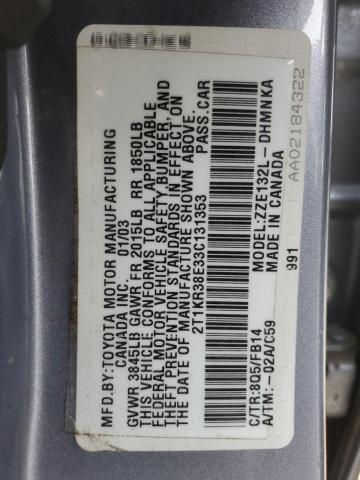 MFD.BY:TOYOTA MOTOR MANUFACTURING
CANADA INC. 01/03
GVWR 3845LB GAWR FR 2015LB RR 1850LB
THIS VEHICLE CONFORMS TO ALL APPLICABLE
FEDERAL MOTOR VEHICLE SAFETY, BUMPER, AND
THEFT PREVENTION STANDARDS IN EFFECT ON
THE DATE OF MANUFACTURE SHOWN ABOVE.
2T1KR38E33C131353 PASS.CAR
C/TR:8Q5/FB14 MODEL:ZZE132L-DHMNKA
A/TM:-02A/C59 MADE IN CANADA
991
AA02184322